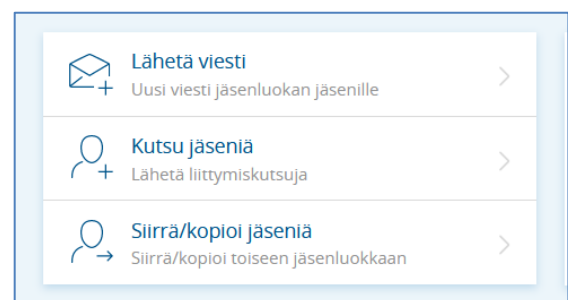 Lähetä viesti
Uusi viesti jäsenluokan jäsenille
Kutsu jäseniä
Lähetä liittymiskutsuja
Siirrä/kopioi jäseniä
Siirrä/kopioi toiseen jäsenluokkaan